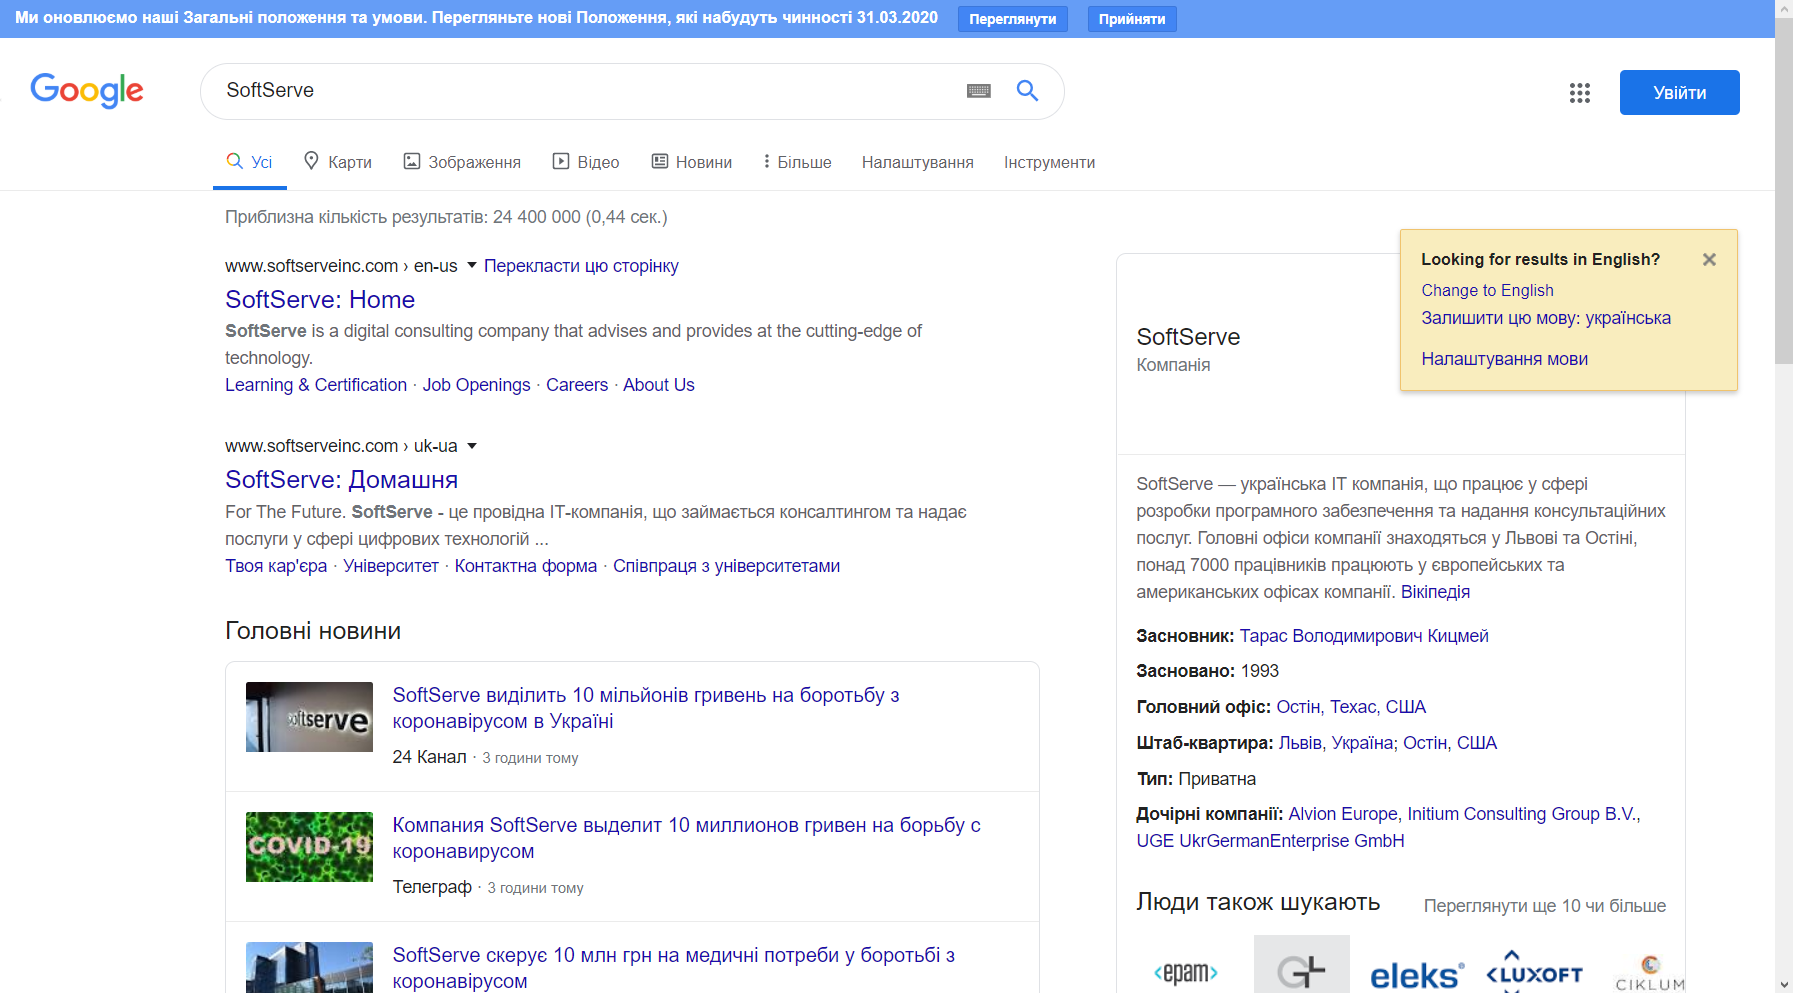 Ми оновлюємо наші Загальні положення та умови. Перегляньте нові Положення, які набудуть чинності 31.03.2020 Переглянути Прийняти
Google SoftServe Увійти
Усі Карти Зображення Відео Новини Більше Налаштування Інструменти
Приблизна кількість результатів: 24 400 000 (0,44 сек.)
www.softserveinc.com › en-us Перекласти цю сторінку
SoftServe: Home
SoftServe is a digital consulting company that advises and provides at the cutting-edge of
technology.
Learning & Certification · Job Openings · Careers · About Us
www.softserveinc.com › uk-ua
SoftServe: Домашня
For The Future. SoftServe - це провідна ІТ-компанія, що займається консалтингом та надає
послуги у сфері цифрових технологій ...
Твоя кар'єра · Університет · Контактна форма · Співпраця з університетами
Головні новини
softserve
SoftServe виділить 10 мільйонів гривень на боротьбу з
коронавірусом в Україні
24 Канал · 3 години тому
COVID-19
Компания SoftServe выделит 10 миллионов гривен на борьбу с
коронавирусом
Телеграф · 3 години тому
SoftServe скерує 10 млн грн на медичні потреби у боротьбі з
коронавірусом
Looking for results in English?
Change to English
Залишити цю мову: українська
Налаштування мови
SoftServe
Компанія
SoftServe — українська ІТ компанія, що працює у сфері
розробки програмного забезпечення та надання консультаційних
послуг. Головні офіси компанії знаходяться у Львові та Остіні,
понад 7000 працівників працюють у європейських та
американських офісах компанії. Вікіпедія
Засновник: Тарас Володимирович Кицмей
Засновано: 1993
Головний офіс: Остін, Техас, США
Штаб-квартира: Львів, Україна; Остін, США
Тип: Приватна
Дочірні компанії: Alvion Europe, Initium Consulting Group B.V.,
UGE UkrGermanEnterprise GmbH
Люди також шукають Переглянути ще 10 чи більше
<epam> G+ eleks® LUXOFT CIKLUM